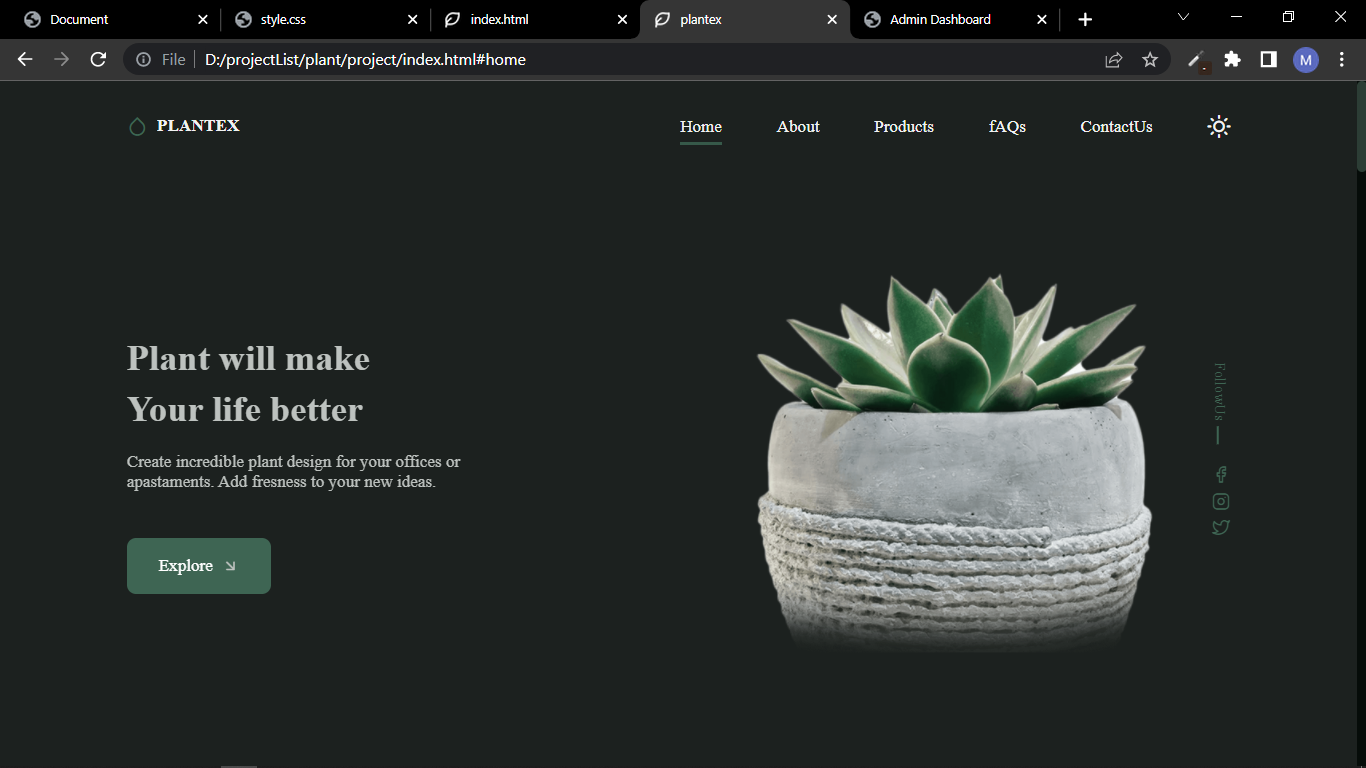 Document
style.css
index.html
plantex
Admin Dashboard
File
D:/projectList/plant/project/index.html#home
M
PLANTEX
Home
About
Products
fAQs
ContactUs
Plant will make
Your life better
Create incredible plant design for your offices or
apastaments. Add fresness to your new ideas.
Explore
FollowUs